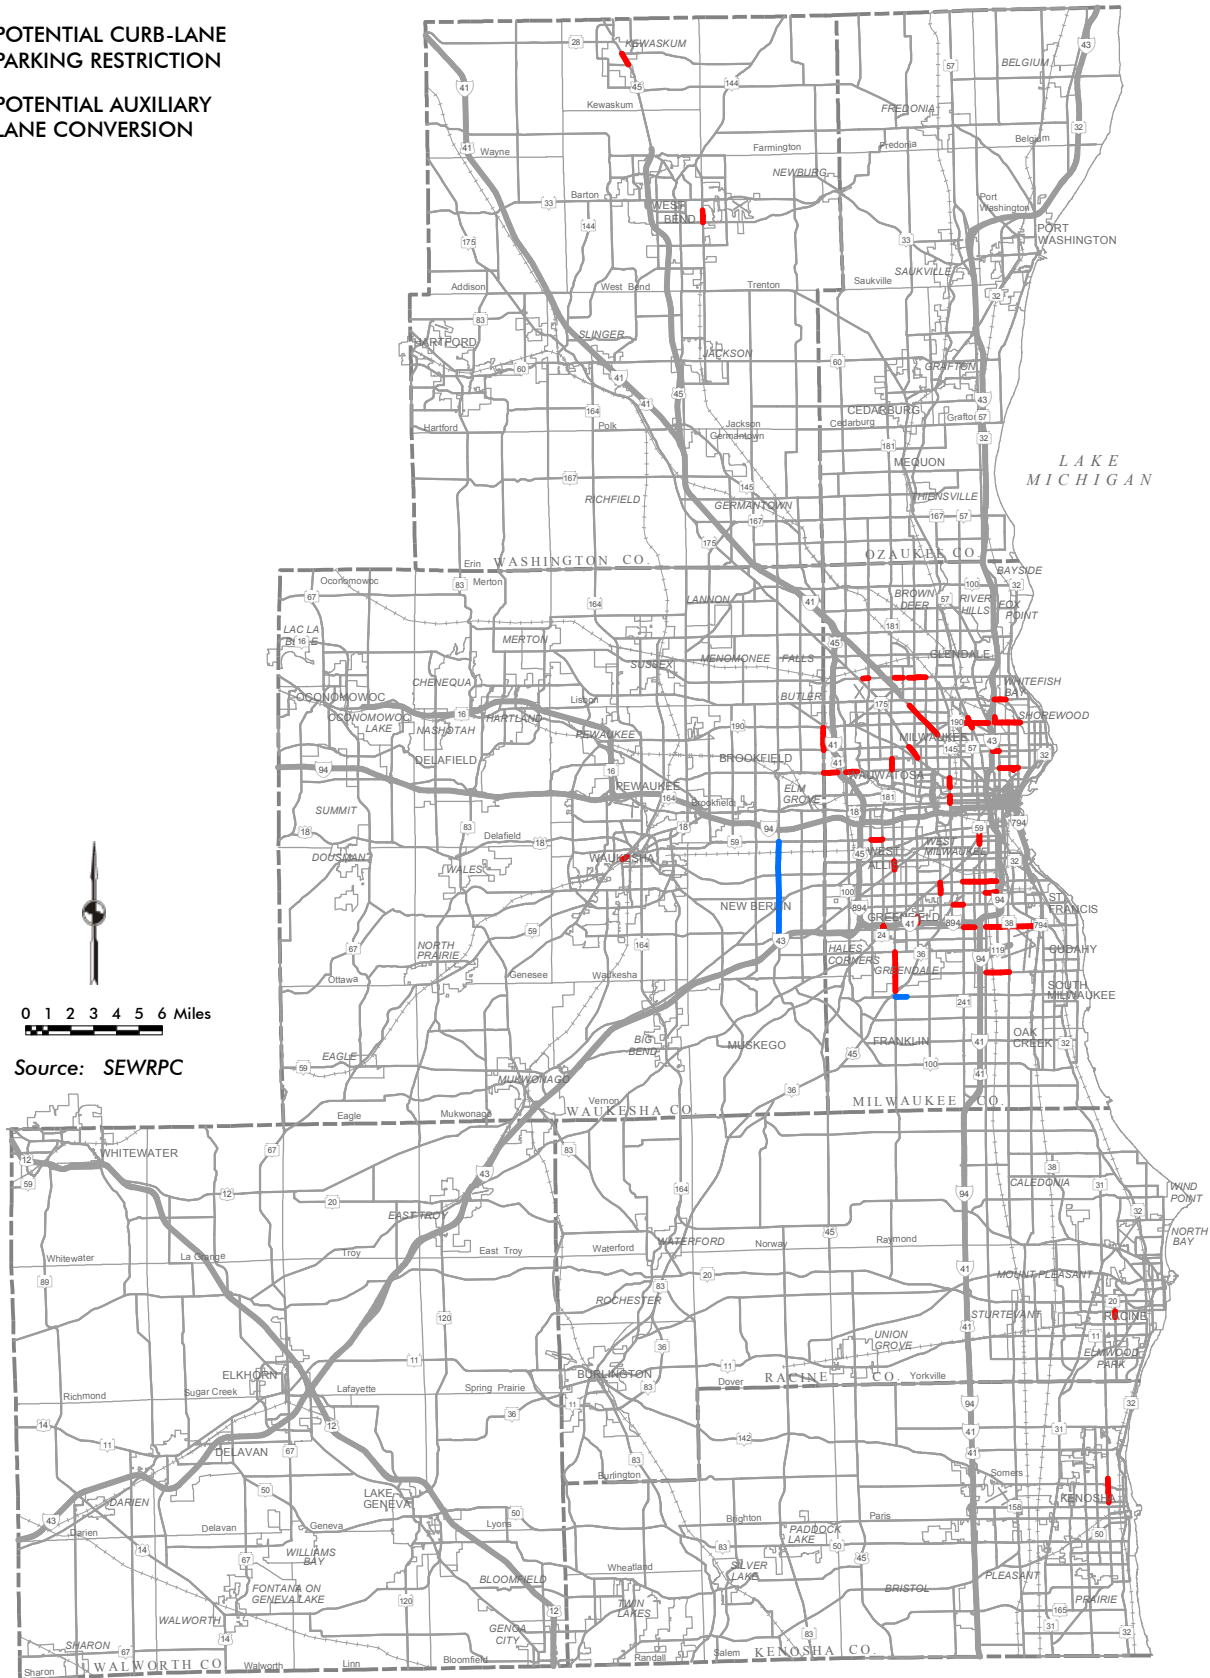 POTENTIAL CURB-LANE
PARKING RESTRICTION
POTENTIAL AUXILIARY
LANE CONVERSION
KEWASKUM
Kewaskum
BELGIUM
FREDONIA
Wayne
Farmington
Fredonia
Belgium
NEWBURG
Barton
WEST
BEND
Port
Washington
PORT
WASHINGTON
SAUKVILLE
Addison
West Bend
Trenton
Saukville
SLINGER
HARTFORD
JACKSON
GRAFTON
CEDARBURG
Cedarburg
Grafton
Hartford
Polk
Jackson
Germantown
MEQUON
LAKE
MICHIGAN
RICHFIELD
GERMANTOWN
THIENSVILLE
Erin
WASHINGTON CO.
OZAUKEE CO.
Oconomowoc
Merton
BAYSIDE
LANNON
BROWN
DEER
RIVER
HILLS
FOX
POINT
LAC LA
MERTON
SUSSEX
MENOMONEE FALLS
GLENDALE
CHENEQUA
OCONOMOWOC
Lisbon
BUTLER
WHITEFISH
BAY
OCONOMOWOC
LAKE
NASHOTAH
HARTLAND
PEWAUKEE
SHOREWOOD
MILWAUKEE
DELAFIELD
BROOKFIELD
WAUWATOSA
SUMMIT
PEWAUKEE
ELM
GROVE
Brookfield
Delafield
DOUSMAN
WALES
WAUKESHA
WEST
ALLIS
WEST
MILWAUKEE
NEW BERLIN
GREENFIELD
ST.
FRANCIS
NORTH
PRAIRIE
HALES
CORNERS
GREENDALE
CUDAHY
Ottawa
Genesee
Waukesha
SOUTH
MILWAUKEE
0 1 2 3 4 5 6 Miles
Source: SEWRPC
EAGLE
BIG
BEND
MUSKEGO
FRANKLIN
OAK
CREEK
MUKWONAGO
Vernon
Eagle
Mukwonago
WAUKESHA CO.
MILWAUKEE CO.
WHITEWATER
CALEDONIA
WIND
POINT
EAST TROY
NORTH
BAY
Whitewater
La Grange
Troy
East Troy
Waterford
WATERFORD
Norway
Raymond
MOUNT PLEASANT
ROCHESTER
STURTEVANT
RACINE
UNION
GROVE
ELMWOOD
PARK
ELKHORN
BURLINGTON
Dover
RACINE CO.
Yorkville
Richmond
Sugar Creek
Lafayette
Spring Prairie
DELAVAN
Burlington
Somers
LAKE
GENEVA
DARIEN
KENOSHA
Darien
Delavan
Geneva
Lyons
Brighton
Paris
PADDOCK
LAKE
WILLIAMS
BAY
Wheatland
SILVER
LAKE
PLEASANT
PRAIRIE
BLOOMFIELD
BRISTOL
FONTANA ON
GENEVA LAKE
TWIN
LAKES
WALWORTH
GENOA
CITY
SHARON
Sharon
WALWORTH CO
Walworth
Linn
Bloomfield
Randall
Salem
KENOSHA CO.